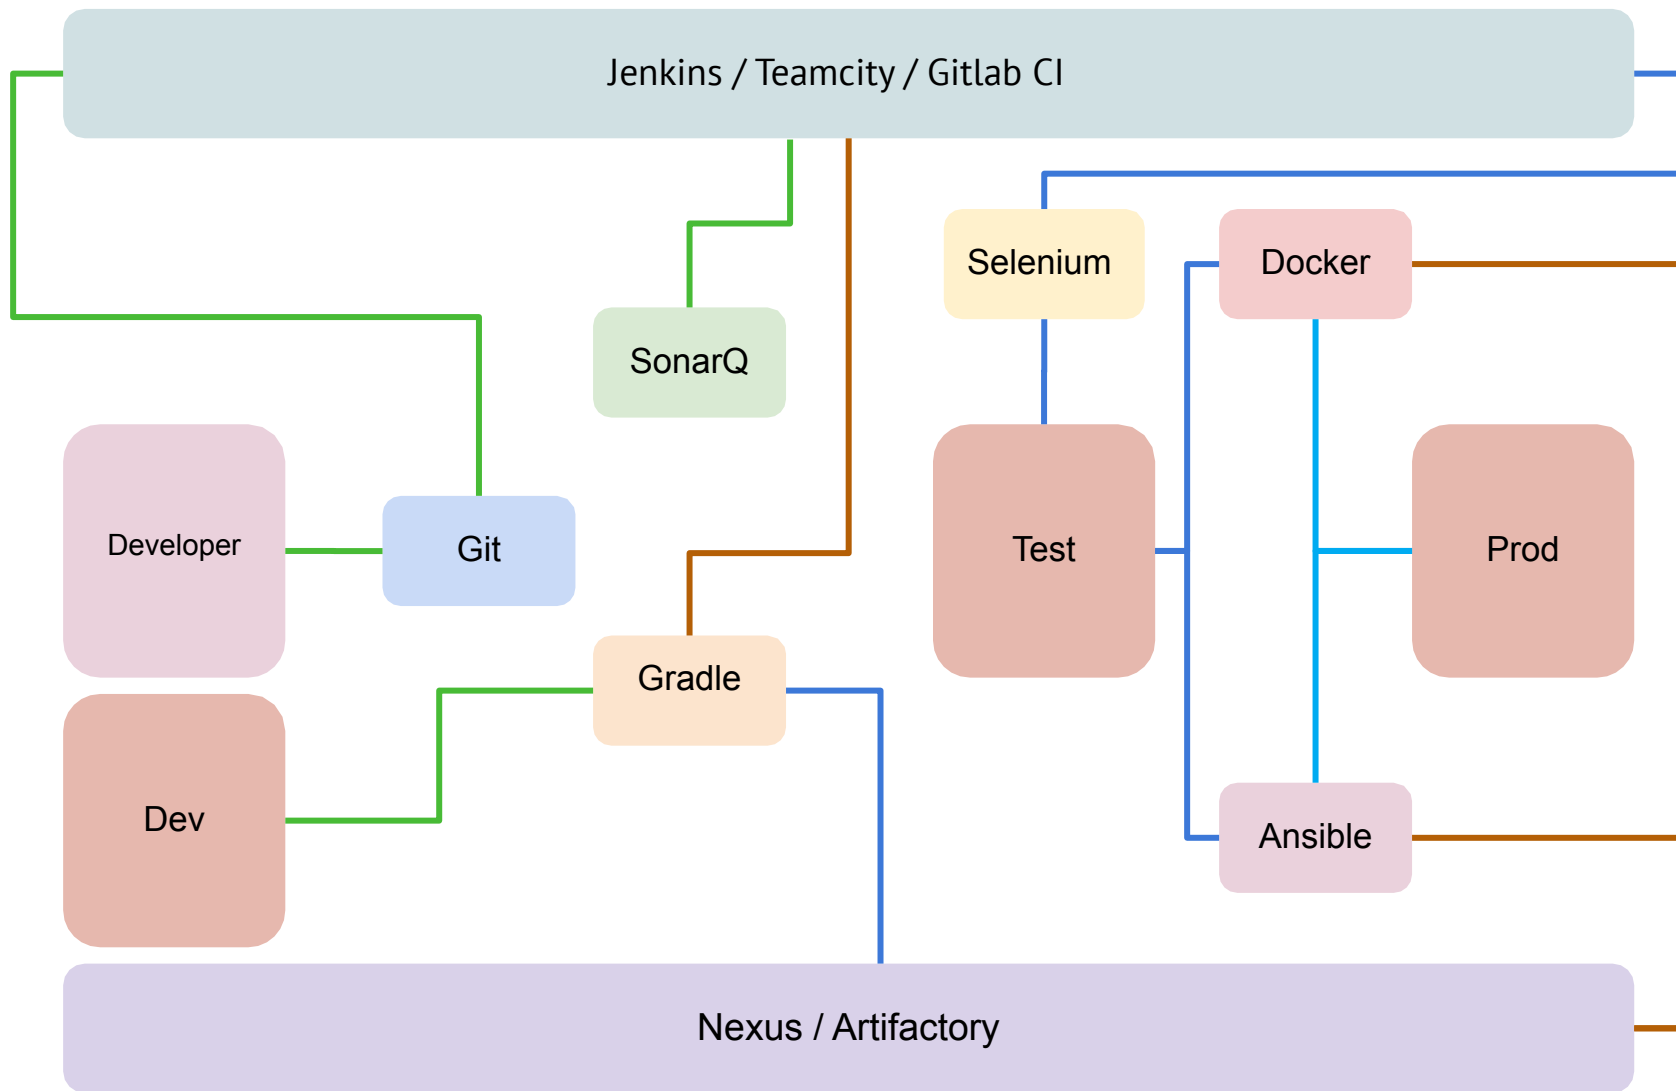 Jenkins / Teamcity / Gitlab CI
Selenium
Docker
SonarQ
Developer
Git
Test
Prod
Gradle
Dev
Ansible
Nexus / Artifactory